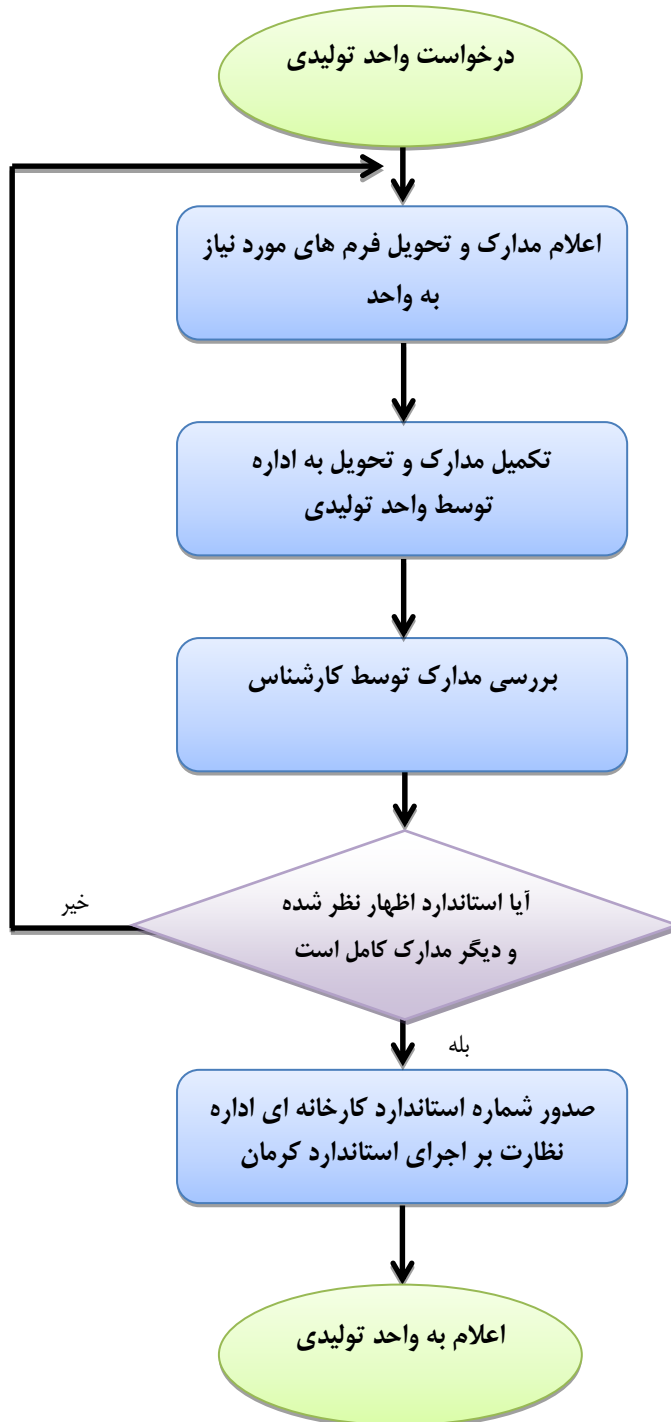 درخواست واحد تولیدی
اعلام مدارک و تحویل فرم های مورد نیاز
به واحد
تکمیل مدارک و تحویل به اداره
توسط واحد تولیدی
بررسی مدارک توسط کارشناس
آیا استاندارد اظهار نظر شده
و دیگر مدارک کامل است
خیر
بله
صدور شماره استاندارد کارخانه ای اداره
نظارت بر اجرای استاندارد کرمان
اعلام به واحد تولیدی